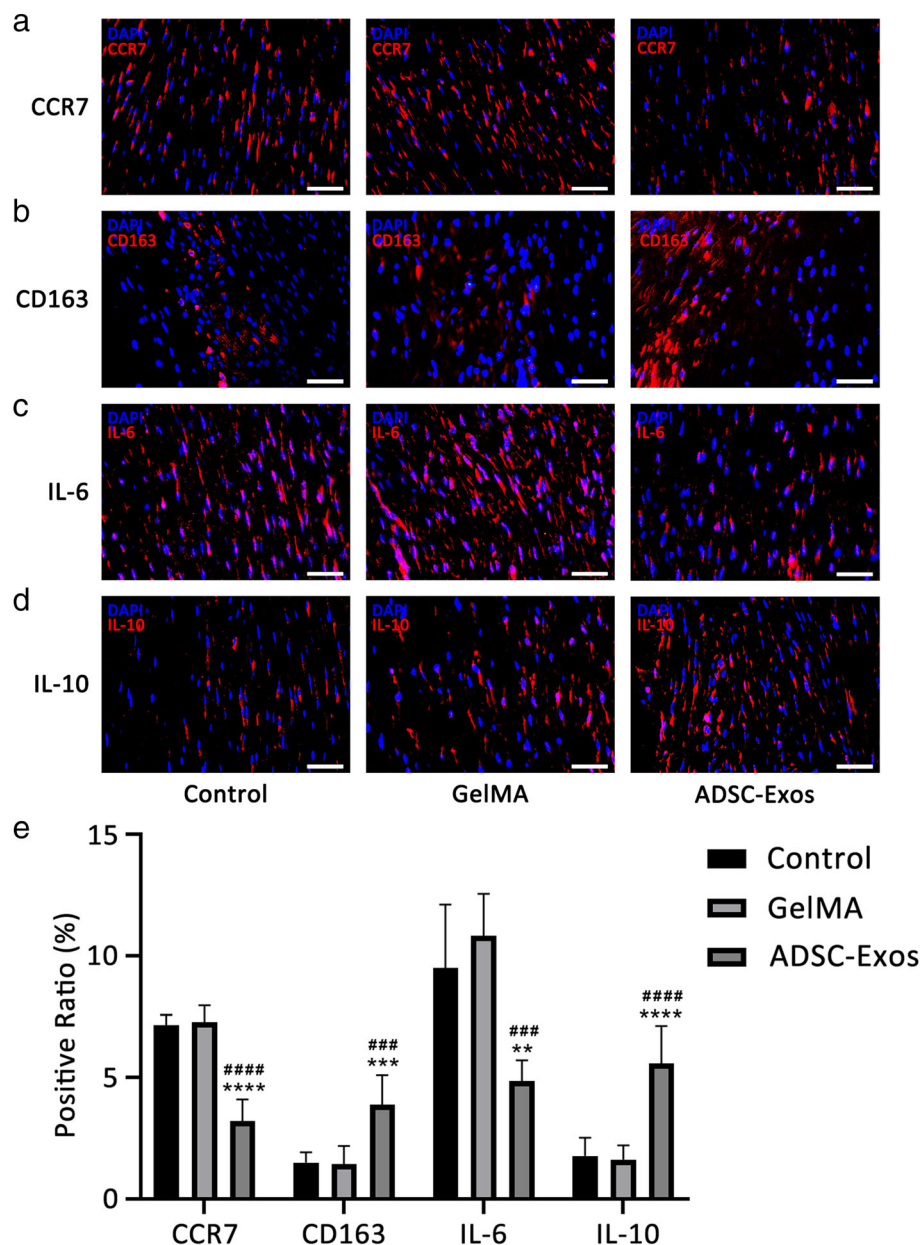 a
DAPI
CCR7
DAPI
CCR7
DAPI
CCR7
CCR7
b
DAPI
CD163
DAPI
CD163
DAPI
CD163
CD163
c
DAPI
IL-6
DAPI
IL-6
DAPI
IL-6
IL-6
d
DAPI
IL-10
DAPI
IL-10
DAPI
IL-10
IL-10
Control GelMA ADSC-Exos
e
Positive Ratio (%)
15
10
5
0
Control
GelMA
ADSC-Exos
####
****
###
***
###
**
####
****
CCR7 CD163 IL-6 IL-10